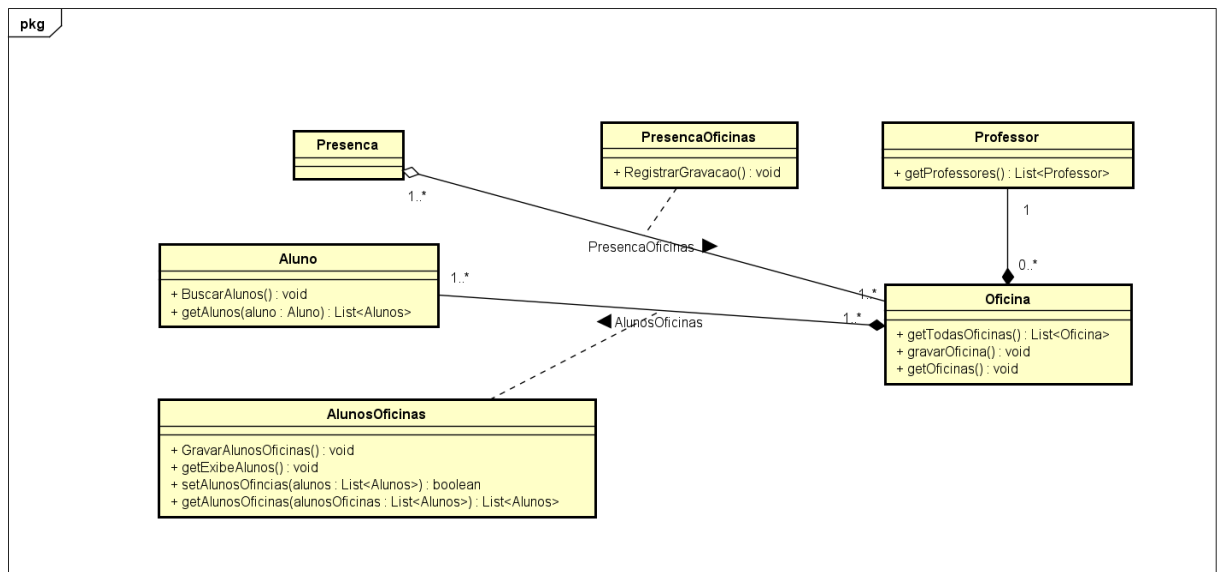 pkg
Presenca
1..*
PresencaOficinas
+ RegistrarGravacao() : void
Professor
+ getProfessores() : List<Professor>
1
0..*
PresencaOficinas
Aluno
+ BuscarAlunos() : void
+ getAlunos(aluno : Aluno) : List<Alunos>
1..*
1..*
1..*
AlunosOficinas
Oficina
+ getTodasOficinas() : List<Oficina>
+ gravarOficina() : void
+ getOficinas() : void
AlunosOficinas
+ GravarAlunosOficinas() : void
+ getExibeAlunos() : void
+ setAlunosOfincias(alunos : List<Alunos>) : boolean
+ getAlunosOficinas(alunosOficinas : List<Alunos>) : List<Alunos>